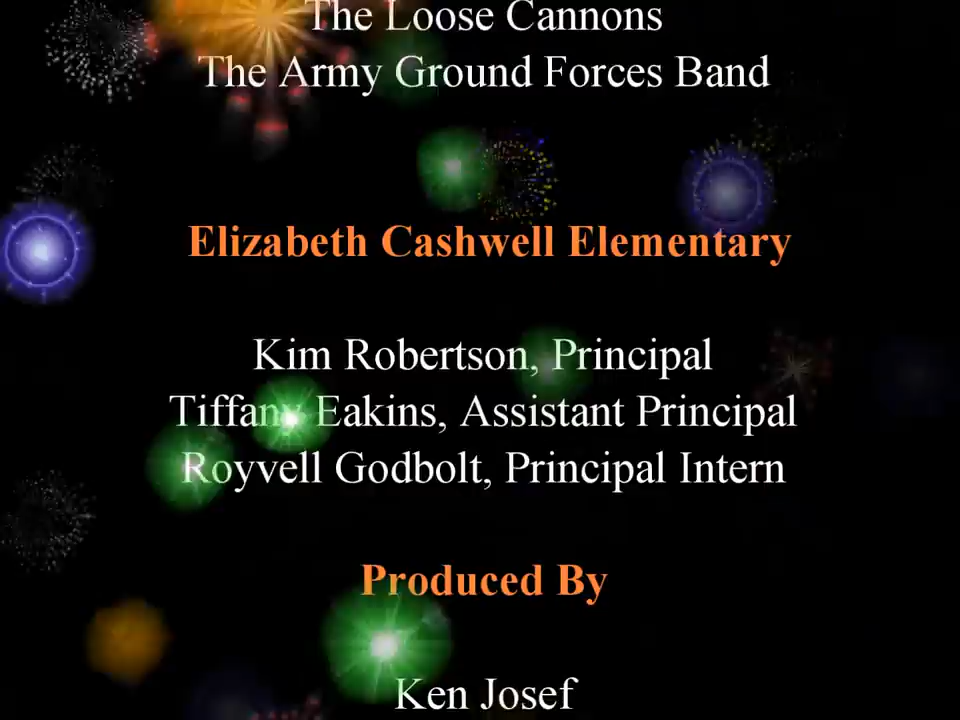 The Loose Cannons
The Army Ground Forces Band
Elizabeth Cashwell Elementary
Kim Robertson, Principal
Tiffany Eakins, Assistant Principal
Royvell Godbolt, Principal Intern
Produced By
Ken Josef